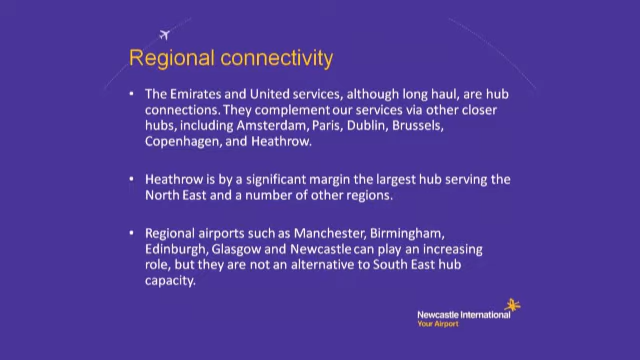 Regional connectivity
• The Emirates and United services, although long haul, are hub
connections. They complement our services via other closer
hubs, including Amsterdam, Paris, Dublin, Brussels,
Copenhagen, and Heathrow.
• Heathrow is by a significant margin the largest hub serving the
North East and a number of other regions.
• Regional airports such as Manchester, Birmingham,
Edinburgh, Glasgow and Newcastle can play an increasing
role, but they are not an alternative to South East hub
capacity.
Newcastle International
Your Airport